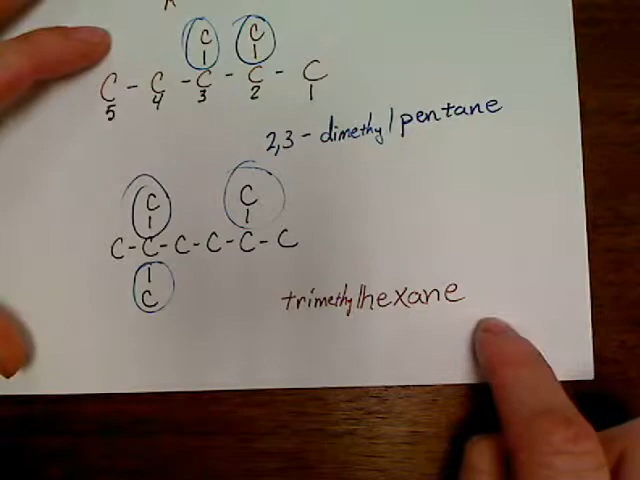 C C
C - C - C - C - C
5 4 3 2 1
2,3 - dimethylpentane
C C
C - C - C - C - C - C
C
trimethylhexane